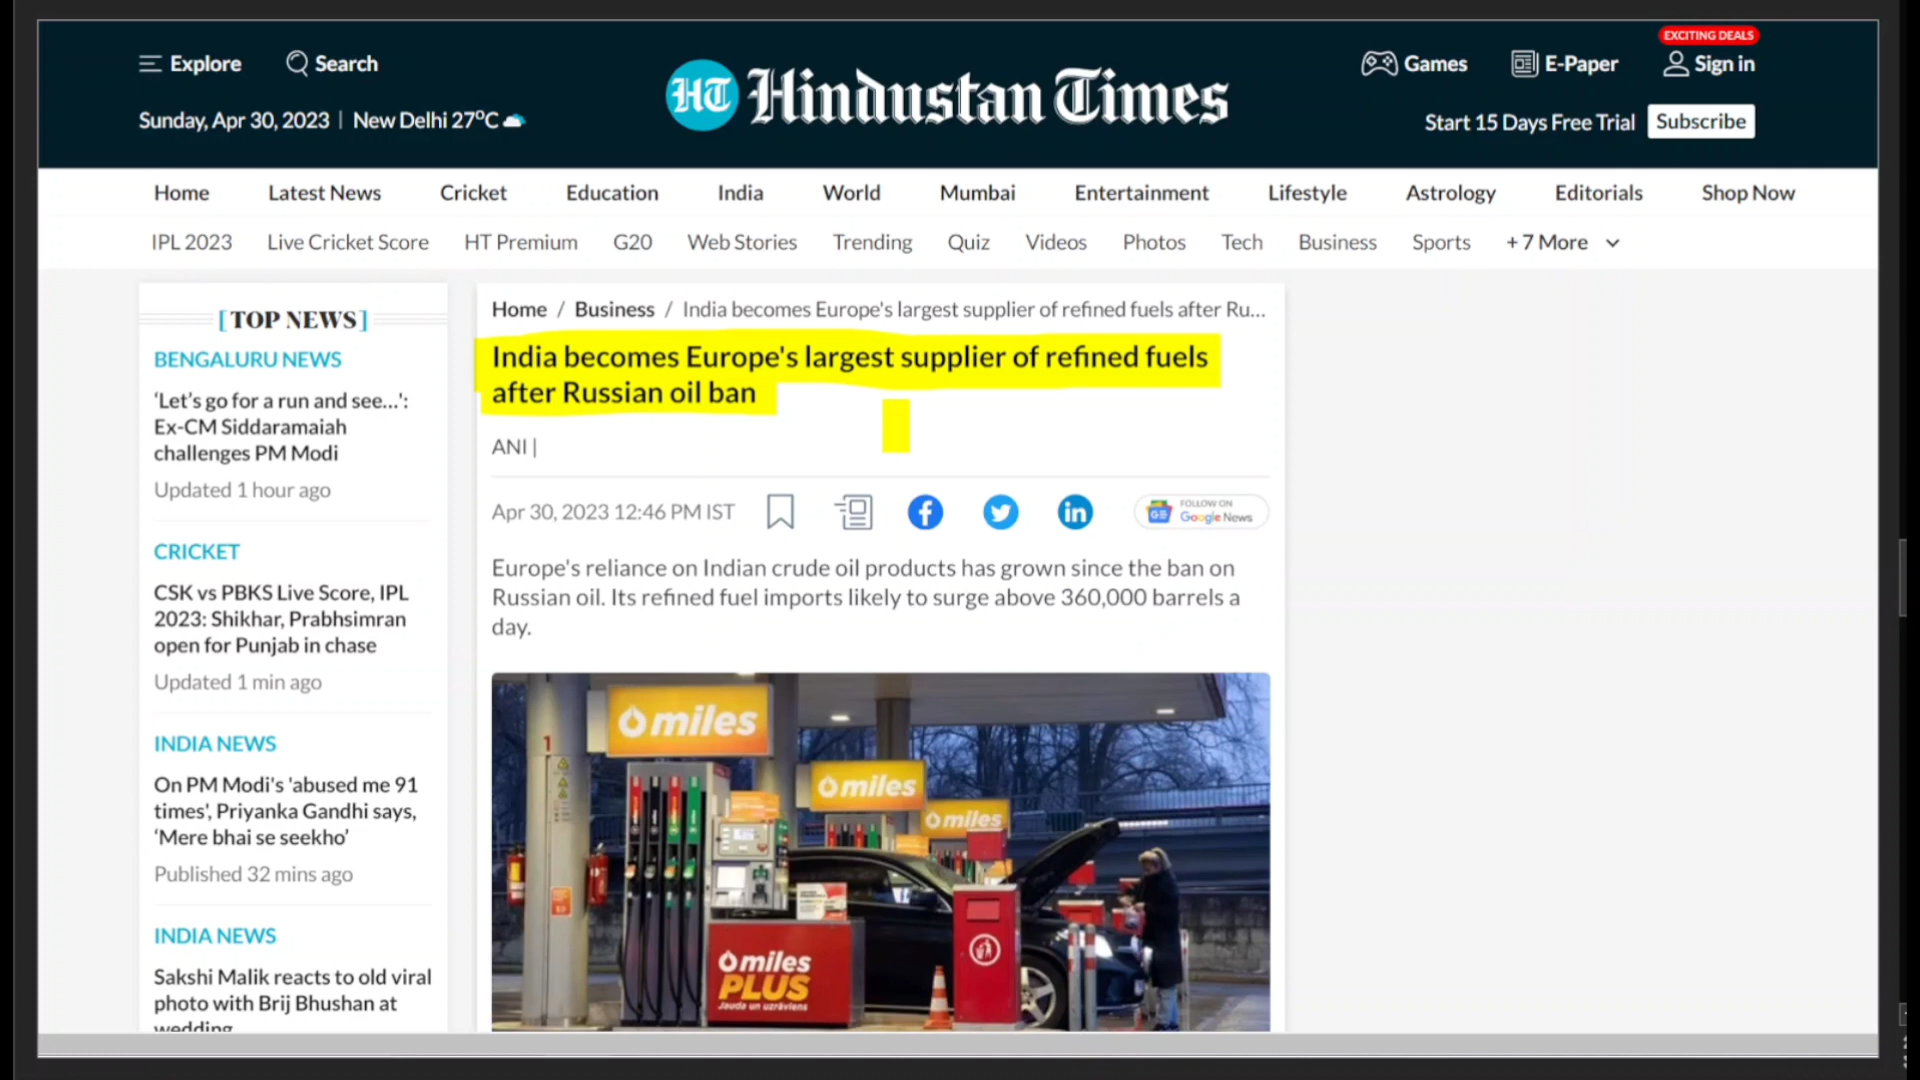 Explore
Search
Sunday, Apr 30, 2023 | New Delhi 27°C
HT Hindustan Times
Games
E-Paper
EXCITING DEALS
Sign in
Start 15 Days Free Trial
Subscribe
Home Latest News Cricket Education India World Mumbai Entertainment Lifestyle Astrology Editorials Shop Now
IPL 2023 Live Cricket Score HT Premium G20 Web Stories Trending Quiz Videos Photos Tech Business Sports + 7 More
[TOP NEWS]
BENGALURU NEWS
‘Let’s go for a run and see...':
Ex-CM Siddaramaiah
challenges PM Modi
Updated 1 hour ago
CRICKET
CSK vs PBKS Live Score, IPL
2023: Shikhar, Prabhsimran
open for Punjab in chase
Updated 1 min ago
INDIA NEWS
On PM Modi's 'abused me 91
times', Priyanka Gandhi says,
‘Mere bhai se seekho’
Published 32 mins ago
INDIA NEWS
Sakshi Malik reacts to old viral
photo with Brij Bhushan at
wedding
Home / Business / India becomes Europe's largest supplier of refined fuels after Ru...
India becomes Europe's largest supplier of refined fuels
after Russian oil ban
ANI |
Apr 30, 2023 12:46 PM IST
f
in
GE
FOLLOW ON
Google News
Europe's reliance on Indian crude oil products has grown since the ban on
Russian oil. Its refined fuel imports likely to surge above 360,000 barrels a
day.
miles
1
miles
miles
miles
PLUS
Jauda un uzrāviens